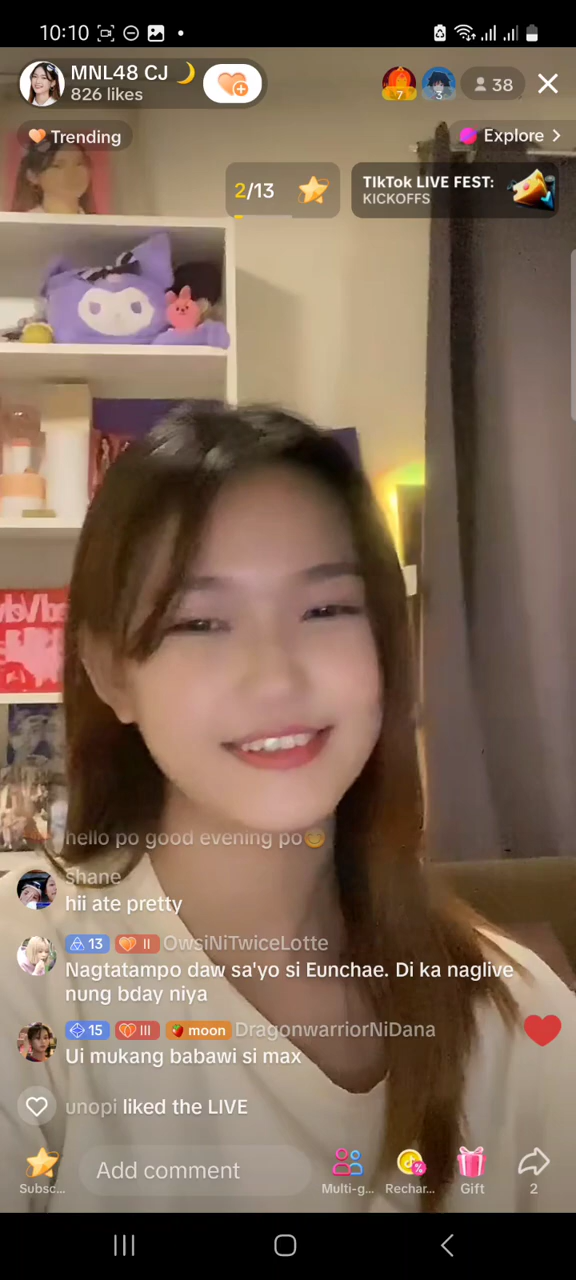 10:10
MNL48 CJ 🌙
826 likes
7
3
38
Trending
Explore >
2/13
TikTok LIVE FEST:
KICKOFFS
hello po good evening po😊
shane
hii ate pretty
13 II OwsiNiTwiceLotte
Nagtatampo daw sa'yo si Eunchae. Di ka naglive
nung bday niya
15 III 🍓 moon DragonwarriorNiDana
Ui mukang babawi si max
unopi liked the LIVE
Add comment
Subsc... Multi-g... Rechar... Gift 2